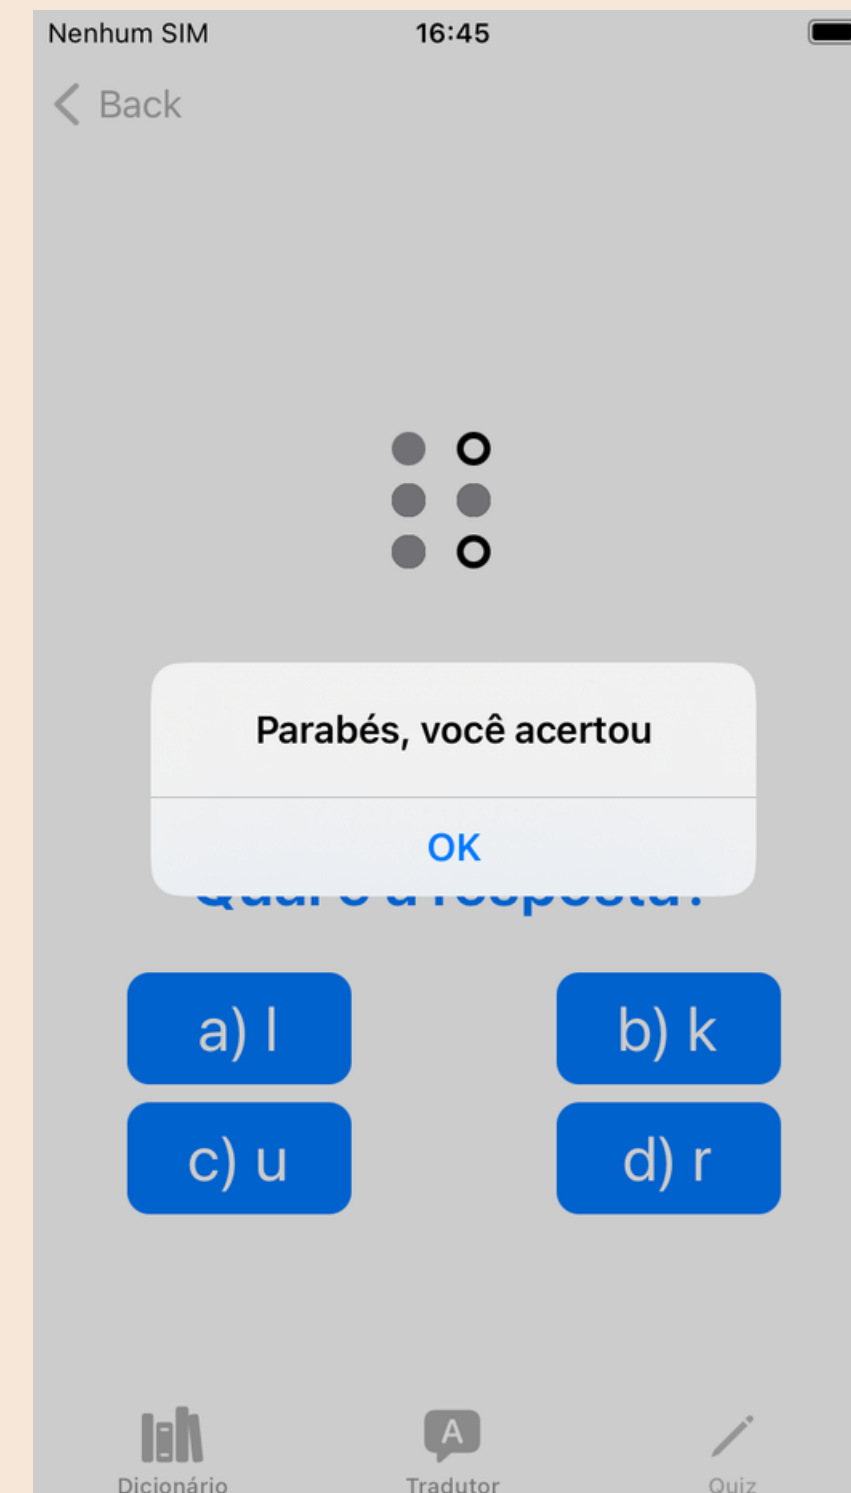 Nenhum SIM 16:45
Back
Parabés, você acertou
OK
a) l b) k
c) u d) r
A
Dicionário Tradutor Quiz